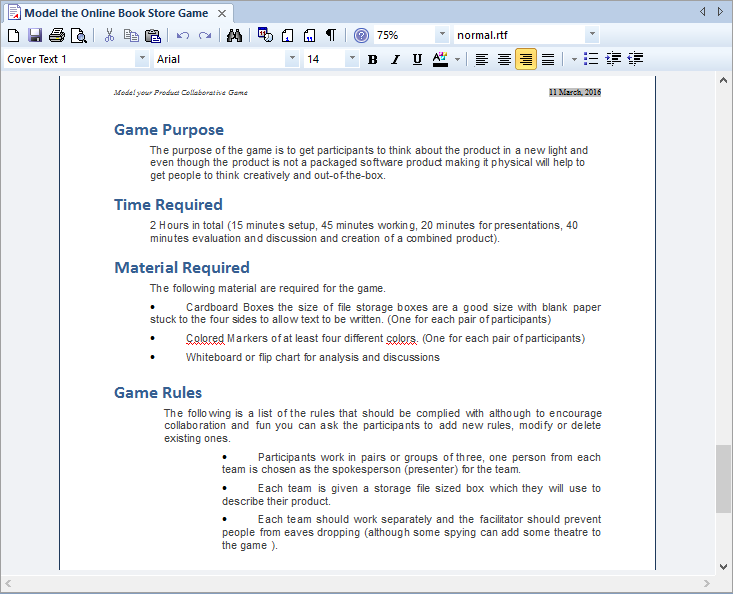 Model the Online Book Store Game
75%
normal.rtf
Cover Text 1
Arial
14
B I U A
Model your Product Collaborative Game
11 March, 2016
Game Purpose
The purpose of the game is to get participants to think about the product in a new light and
even though the product is not a packaged software product making it physical will help to
get people to think creatively and out-of-the-box.
Time Required
2 Hours in total (15 minutes setup, 45 minutes working, 20 minutes for presentations, 40
minutes evaluation and discussion and creation of a combined product).
Material Required
The following material are required for the game.
• Cardboard Boxes the size of file storage boxes are a good size with blank paper
stuck to the four sides to allow text to be written. (One for each pair of participants)
• Colored Markers of at least four different colors. (One for each pair of participants)
• Whiteboard or flip chart for analysis and discussions
Game Rules
The following is a list of the rules that should be complied with although to encourage
collaboration and fun you can ask the participants to add new rules, modify or delete
existing ones.
• Participants work in pairs or groups of three, one person from each
team is chosen as the spokesperson (presenter) for the team.
• Each team is given a storage file sized box which they will use to
describe their product.
• Each team should work separately and the facilitator should prevent
people from eaves dropping (although some spying can add some theatre to
the game ).